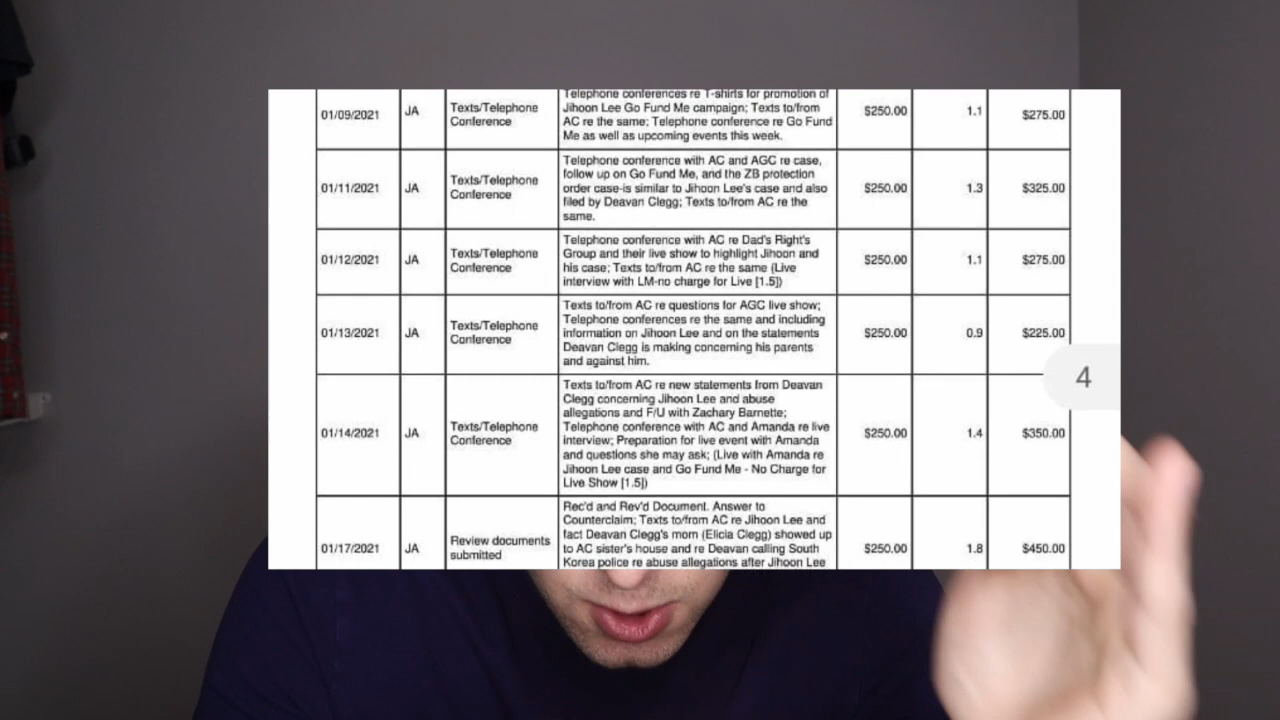 01/09/2021
JA
Texts/Telephone
Conference
Telephone conferences re T-shirts for promotion of
Jihoon Lee Go Fund Me campaign; Texts to/from
AC re the same; Telephone conference re Go Fund
Me as well as upcoming events this week.
$250.00
1.1
$275.00
01/11/2021
JA
Texts/Telephone
Conference
Telephone conference with AC and AGC re case,
follow up on Go Fund Me, and the ZB protection
order case-is similar to Jihoon Lee's case and also
filed by Deavan Clegg; Texts to/from AC re the
same.
$250.00
1.3
$325.00
01/12/2021
JA
Texts/Telephone
Conference
Telephone conference with AC re Dad's Right's
Group and their live show to highlight Jihoon and
his case; Texts to/from AC re the same (Live
interview with LM-no charge for Live [1.5])
$250.00
1.1
$275.00
01/13/2021
JA
Texts/Telephone
Conference
Texts to/from AC re questions for AGC live show;
Telephone conferences re the same and including
information on Jihoon Lee and on the statements
Deavan Clegg is making concerning his parents
and against him.
$250.00
0.9
$225.00
01/14/2021
JA
Texts/Telephone
Conference
Texts to/from AC re new statements from Deavan
Clegg concerning Jihoon Lee and abuse
allegations and F/U with Zachary Barnette;
Telephone conference with AC and Amanda re live
interview; Preparation for live event with Amanda
and questions she may ask; (Live with Amanda re
Jihoon Lee case and Go Fund Me - No Charge for
Live Show [1.5])
$250.00
1.4
$350.00
4
01/17/2021
JA
Review documents
submitted
Rec'd and Rev'd Document. Answer to
Counterclaim; Texts to/from AC re Jihoon Lee and
fact Deavan Clegg's mom (Elicia Clegg) showed up
to AC sister's house and re Deavan calling South
Korea police re abuse allegations after Jihoon Lee
$250.00
1.8
$450.00